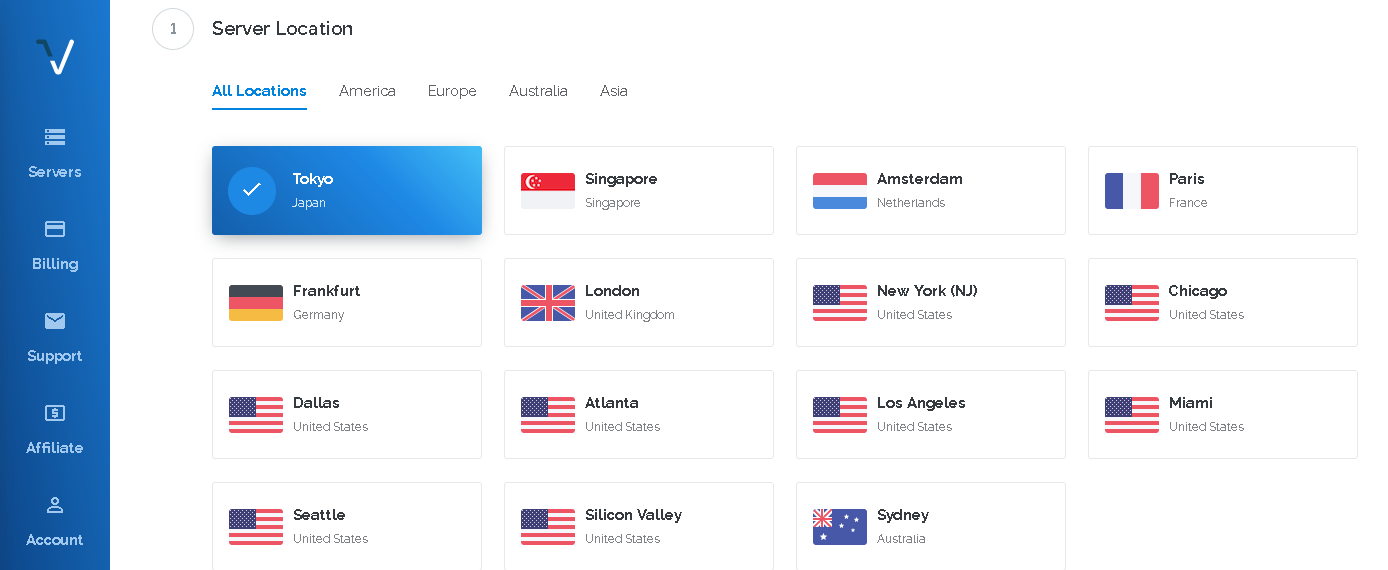 1 Server Location
All Locations America Europe Australia Asia
Tokyo Singapore Amsterdam Paris
Japan Singapore Netherlands France
Servers
Frankfurt London New York (NJ) Chicago
Germany United Kingdom United States United States
Billing
Support
Dallas Atlanta Los Angeles Miami
United States United States United States United States
Affiliate
Seattle Silicon Valley Sydney
United States United States Australia
Account